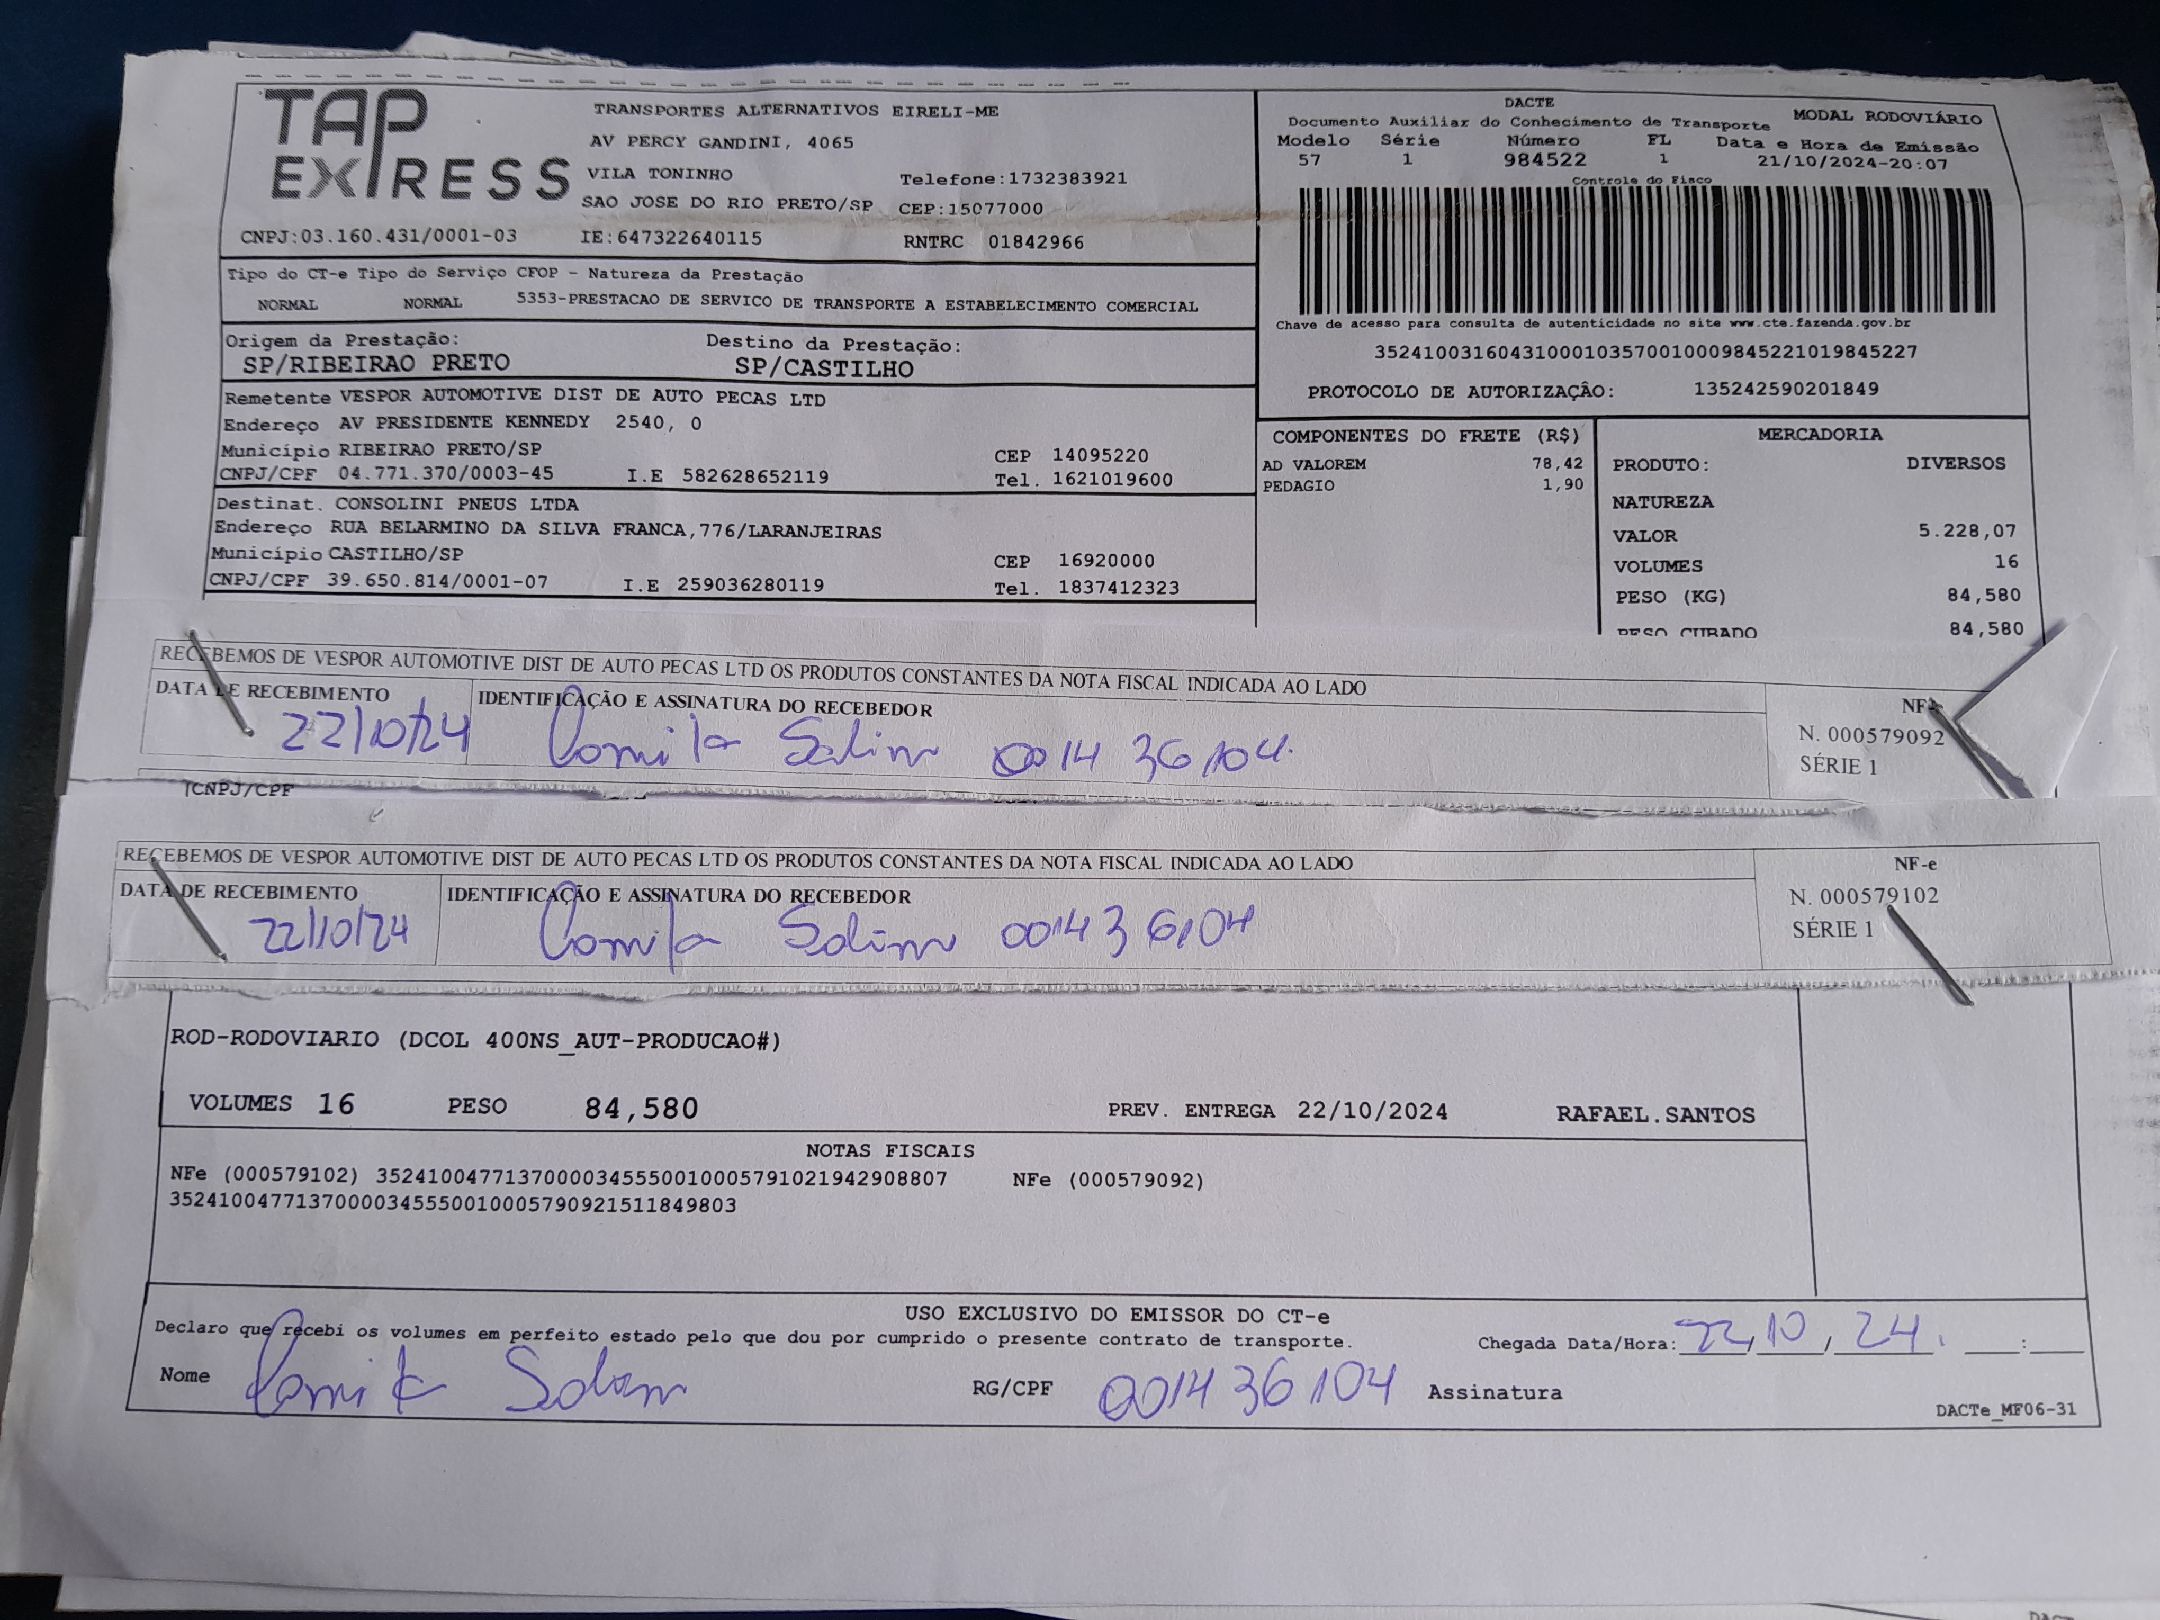 TAP EXPRESS
TRANSPORTES ALTERNATIVOS EIRELI-ME
AV PERCY GANDINI, 4065
VILA TONINHO Telefone:1732383921
SAO JOSE DO RIO PRETO/SP CEP:15077000
CNPJ:03.160.431/0001-03 IE:647322640115 RNTRC 01842966
DACTE
Documento Auxiliar do Conhecimento de Transporte MODAL RODOVIÁRIO
Modelo Série Número FL Data e Hora de Emissão
57 1 984522 1 21/10/2024-20:07
Controle do Fisco
Chave de acesso para consulta de autenticidade no site www.cte.fazenda.gov.br
35241003160431000103570010009845221019845227
PROTOCOLO DE AUTORIZAÇÃO: 135242590201849
Tipo do CT-e Tipo do Serviço CFOP - Natureza da Prestação
NORMAL NORMAL 5353-PRESTACAO DE SERVICO DE TRANSPORTE A ESTABELECIMENTO COMERCIAL
Origem da Prestação: Destino da Prestação:
SP/RIBEIRAO PRETO SP/CASTILHO
Remetente VESPOR AUTOMOTIVE DIST DE AUTO PECAS LTD
Endereço AV PRESIDENTE KENNEDY 2540, 0
Município RIBEIRAO PRETO/SP CEP 14095220
CNPJ/CPF 04.771.370/0003-45 I.E 582628652119 Tel. 1621019600
Destinat. CONSOLINI PNEUS LTDA
Endereço RUA BELARMINO DA SILVA FRANCA,776/LARANJEIRAS
Município CASTILHO/SP CEP 16920000
CNPJ/CPF 39.650.814/0001-07 I.E 259036280119 Tel. 1837412323
COMPONENTES DO FRETE (R$)
AD VALOREM 78,42
PEDAGIO 1,90
MERCADORIA
PRODUTO: DIVERSOS
NATUREZA
VALOR 5.228,07
VOLUMES 16
PESO (KG) 84,580
PESO CUBADO 84,580
RECEBEMOS DE VESPOR AUTOMOTIVE DIST DE AUTO PECAS LTD OS PRODUTOS CONSTANTES DA NOTA FISCAL INDICADA AO LADO
DATA DE RECEBIMENTO IDENTIFICAÇÃO E ASSINATURA DO RECEBEDOR NF-
22/10/24 Camila 001436104 N. 000579092
SÉRIE 1
CNPJ/CPF
RECEBEMOS DE VESPOR AUTOMOTIVE DIST DE AUTO PECAS LTD OS PRODUTOS CONSTANTES DA NOTA FISCAL INDICADA AO LADO NF-e
DATA DE RECEBIMENTO IDENTIFICAÇÃO E ASSINATURA DO RECEBEDOR N. 000579102
22/10/24 Camila 001436104 SÉRIE 1
ROD-RODOVIARIO (DCOL 400NS_AUT-PRODUCAO#)
VOLUMES 16 PESO 84,580 PREV. ENTREGA 22/10/2024 RAFAEL.SANTOS
NOTAS FISCAIS
NFe (000579102) 35241004771370000345550010005791021942908807 NFe (000579092)
35241004771370000345550010005790921511849803
USO EXCLUSIVO DO EMISSOR DO CT-e
Declaro que recebi os volumes em perfeito estado pelo que dou por cumprido o presente contrato de transporte. Chegada Data/Hora: 22/10/24 :
Nome Camila RG/CPF 001436104 Assinatura
DACTe_MF06-31